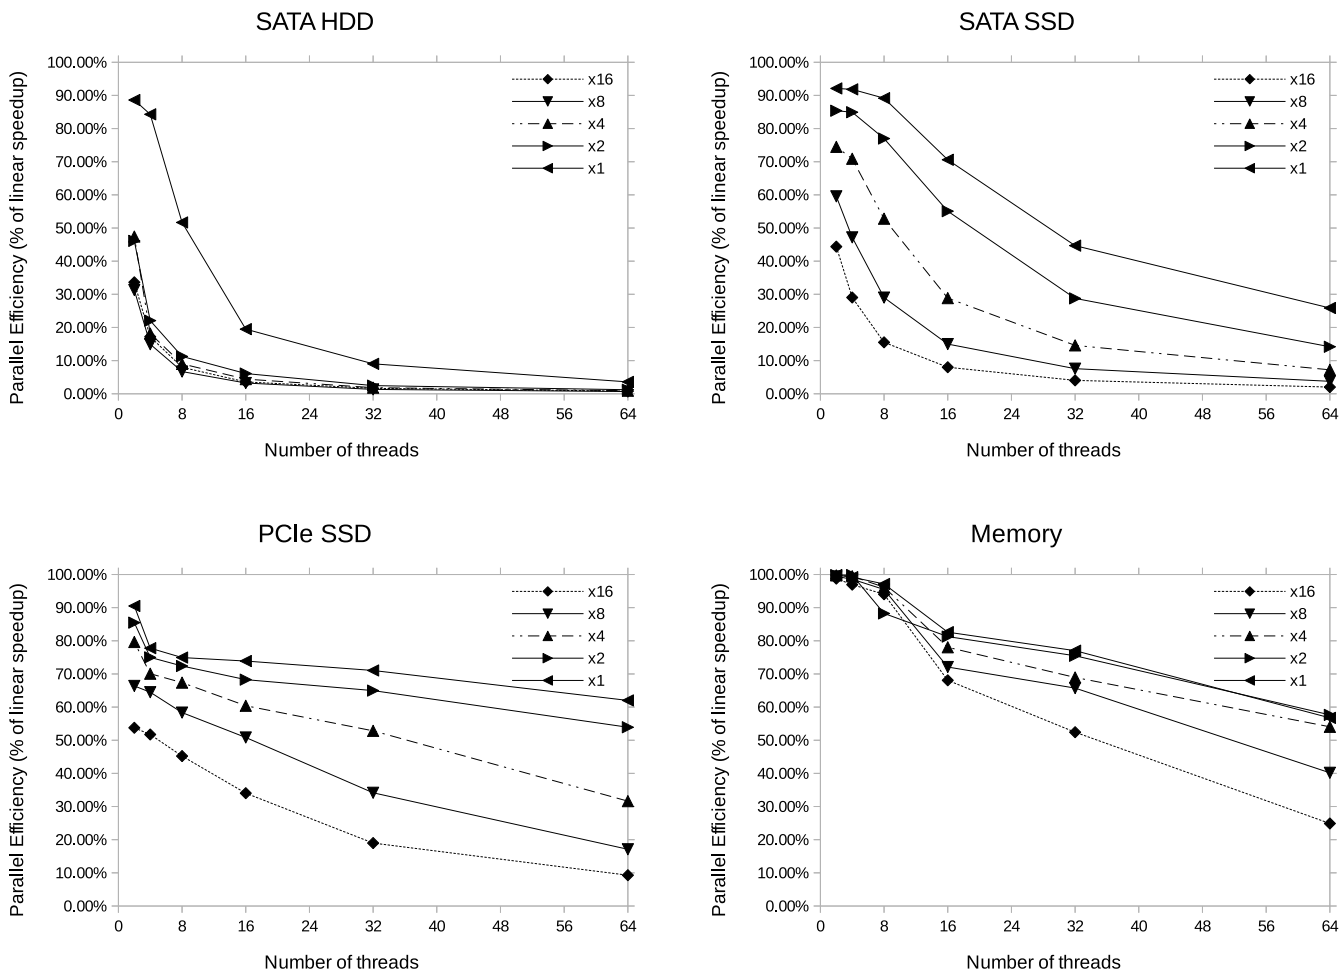 SATA HDD
Parallel Efficiency (% of linear speedup)
100.00%
90.00%
80.00%
70.00%
60.00%
50.00%
40.00%
30.00%
20.00%
10.00%
0.00%
x16
x8
x4
x2
x1
0 8 16 24 32 40 48 56 64
Number of threads
SATA SSD
Parallel Efficiency (% of linear speedup)
100.00%
90.00%
80.00%
70.00%
60.00%
50.00%
40.00%
30.00%
20.00%
10.00%
0.00%
x16
x8
x4
x2
x1
0 8 16 24 32 40 48 56 64
Number of threads
PCIe SSD
Parallel Efficiency (% of linear speedup)
100.00%
90.00%
80.00%
70.00%
60.00%
50.00%
40.00%
30.00%
20.00%
10.00%
0.00%
x16
x8
x4
x2
x1
0 8 16 24 32 40 48 56 64
Number of threads
Memory
Parallel Efficiency (% of linear speedup)
100.00%
90.00%
80.00%
70.00%
60.00%
50.00%
40.00%
30.00%
20.00%
10.00%
0.00%
x16
x8
x4
x2
x1
0 8 16 24 32 40 48 56 64
Number of threads